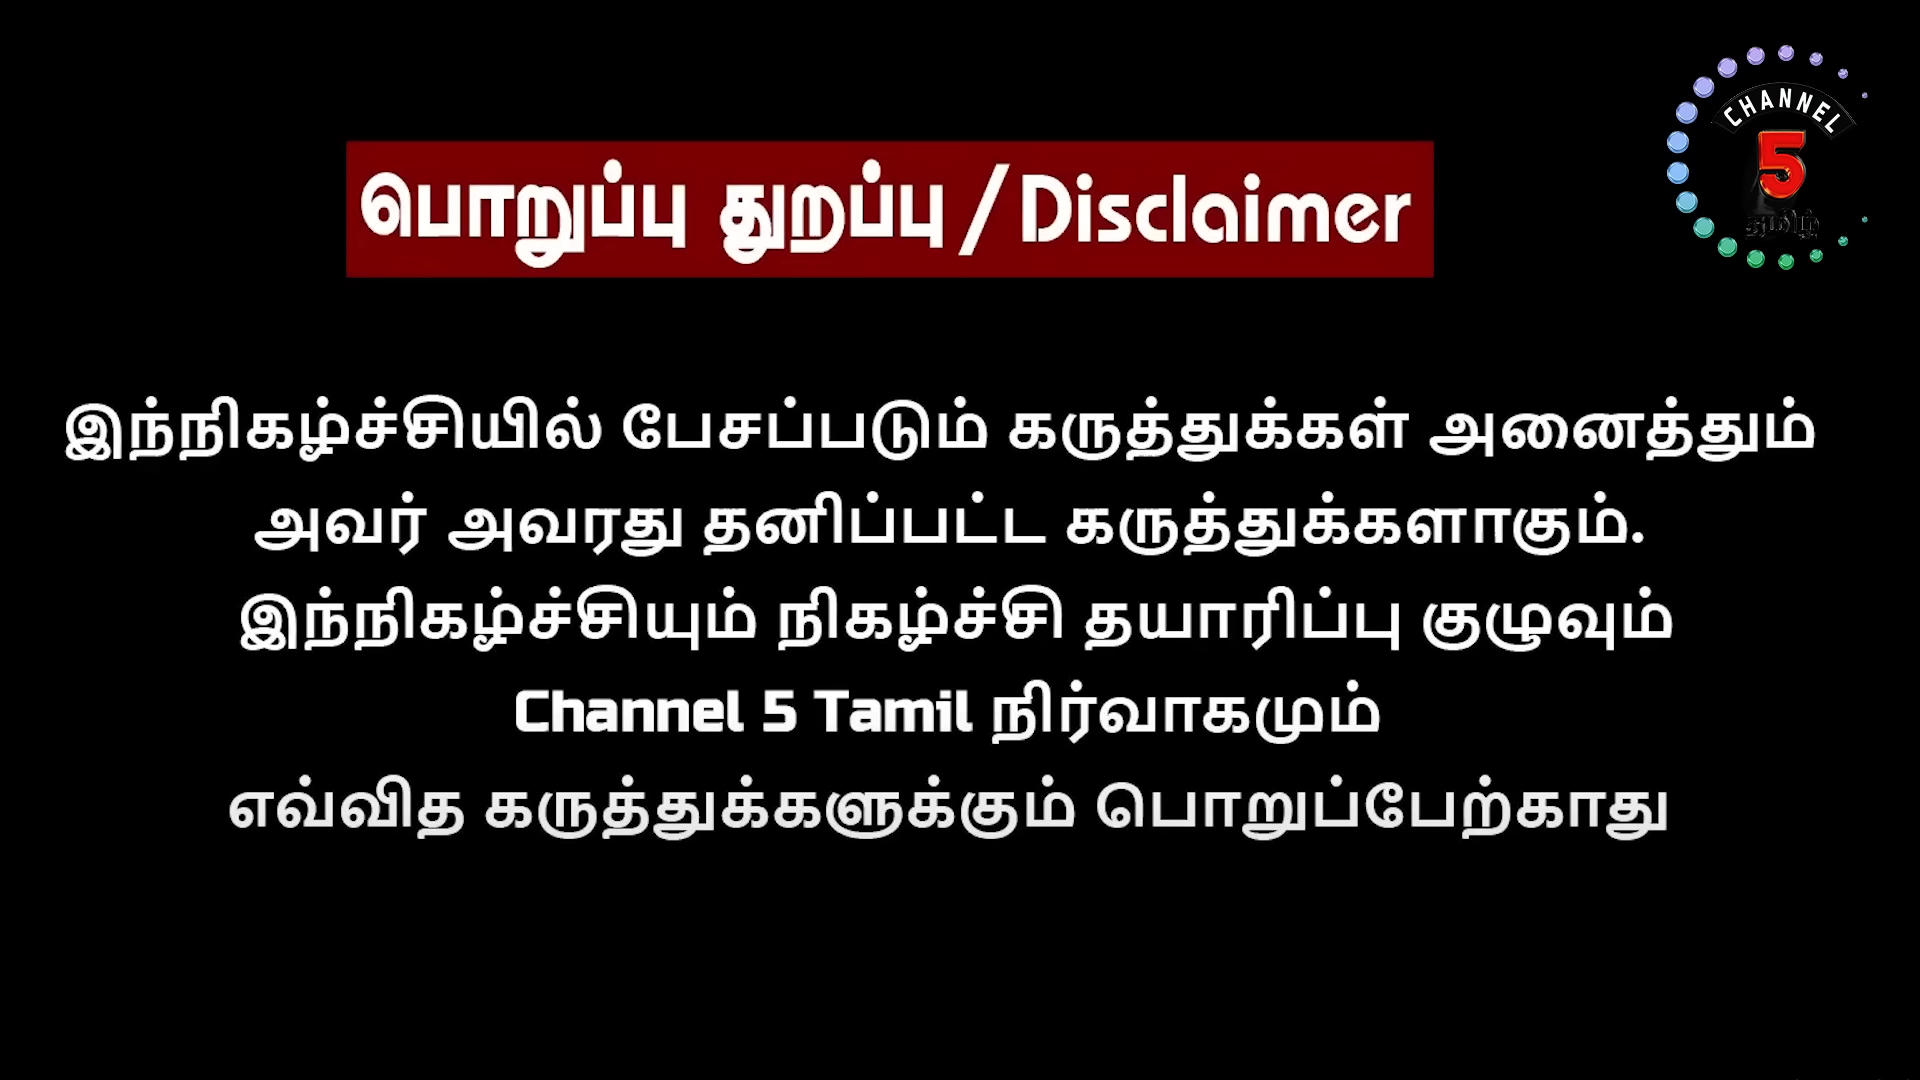 CHANNEL
5
தமிழ்
பொறுப்பு துறப்பு / Disclaimer
இந்நிகழ்ச்சியில் பேசப்படும் கருத்துக்கள் அனைத்தும்
அவர் அவரது தனிப்பட்ட கருத்துக்களாகும்.
இந்நிகழ்ச்சியும் நிகழ்ச்சி தயாரிப்பு குழுவும்
Channel 5 Tamil நிர்வாகமும்
எவ்வித கருத்துக்களுக்கும் பொறுப்பேற்காது